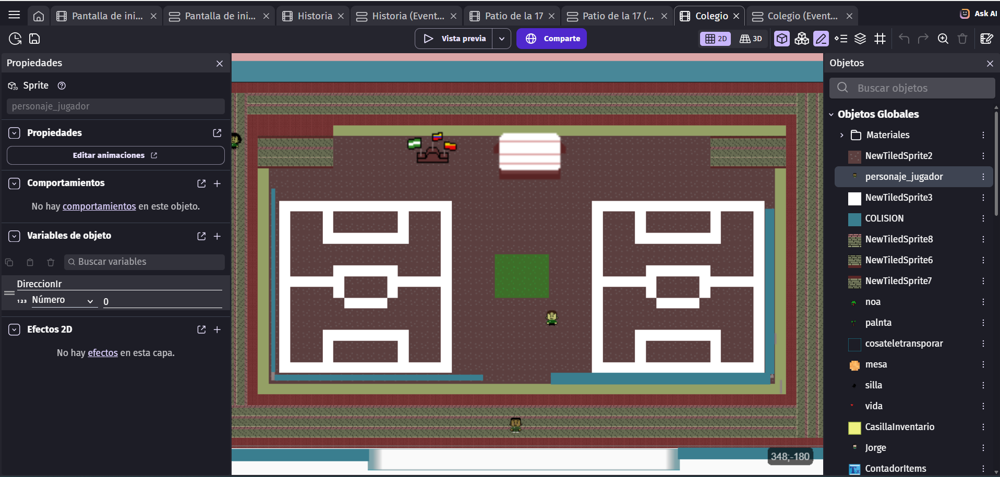 Pantalla de ini...
Pantalla de ini...
Historia
Historia (Event...
Patio de la 17
Patio de la 17 (...
Colegio
Colegio (Event...
Ask AI
Vista previa
Comparte
2D
3D
Propiedades
Sprite
personaje_jugador
Propiedades
Editar animaciones
Comportamientos
No hay comportamientos en este objeto.
Variables de objeto
Buscar variables
DireccionIr
123 Número
0
Efectos 2D
No hay efectos en esta capa.
348;-180
Objetos
Buscar objetos
Objetos Globales
Materiales
NewTiledSprite2
personaje_jugador
NewTiledSprite3
COLISION
NewTiledSprite8
NewTiledSprite6
NewTiledSprite7
noa
palnta
cosateletransporar
mesa
silla
vida
CasillaInventario
Jorge
ContadorItems